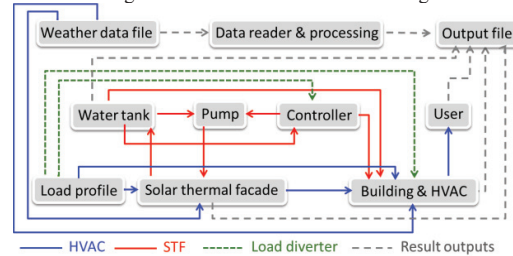 Weather data file Data reader & processing Output file
Water tank Pump Controller User
Load profile Solar thermal facade Building & HVAC
HVAC STF Load diverter Result outputs